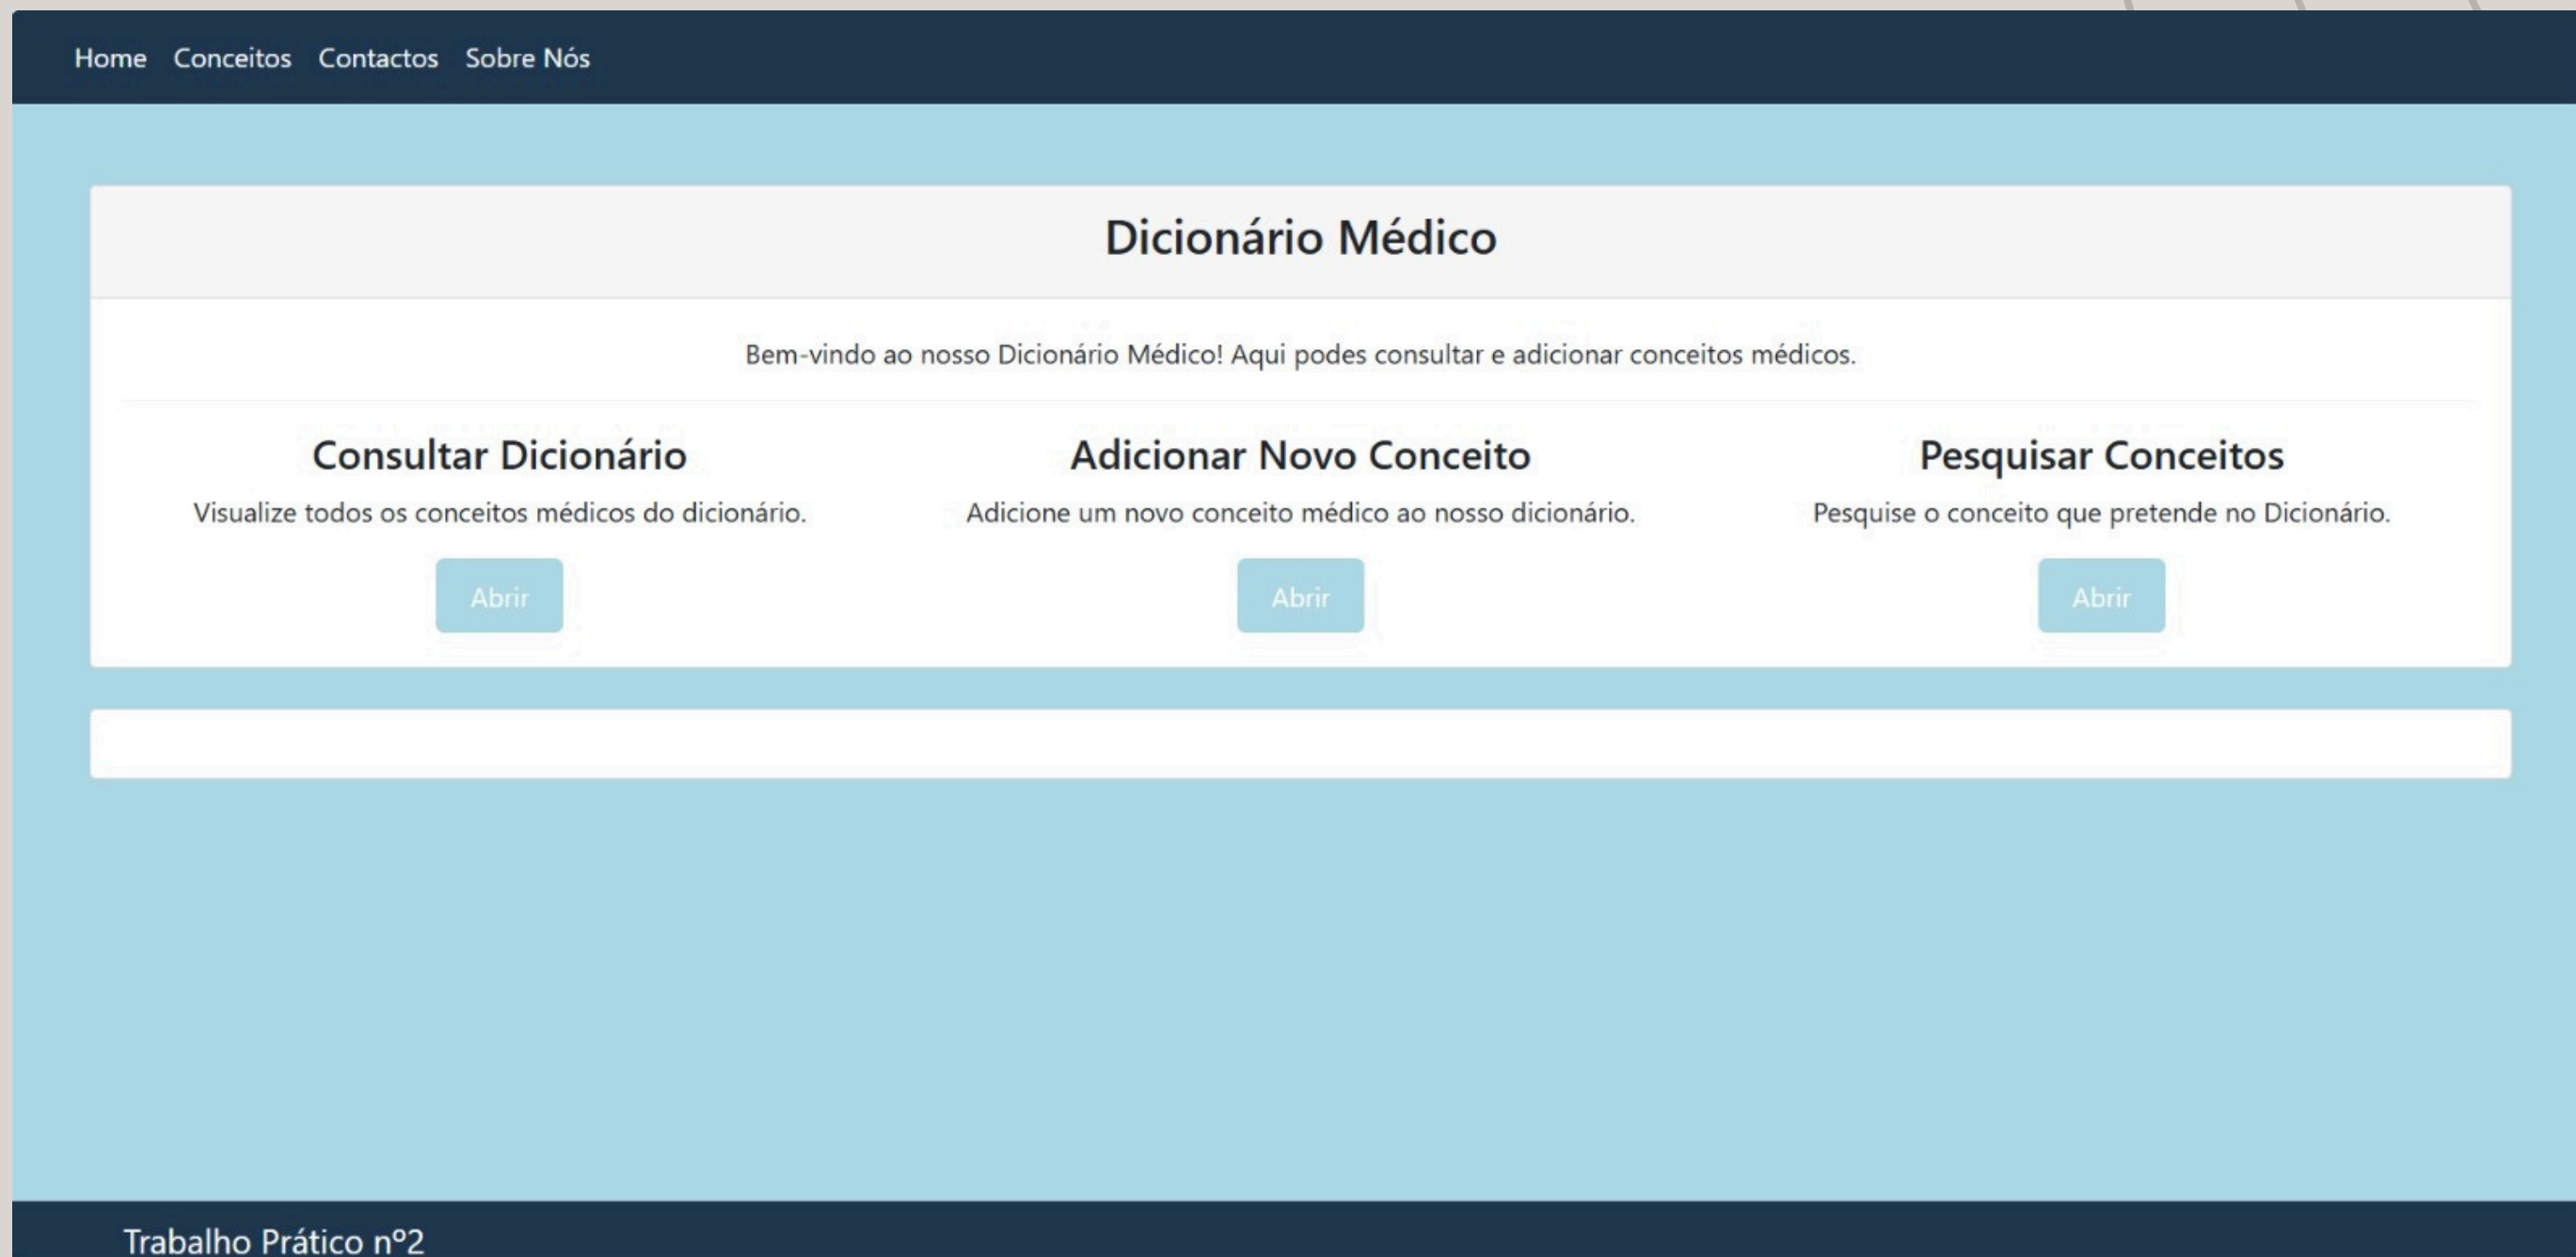 Home Conceitos Contactos Sobre Nós
Dicionário Médico
Bem-vindo ao nosso Dicionário Médico! Aqui podes consultar e adicionar conceitos médicos.
Consultar Dicionário
Visualize todos os conceitos médicos do dicionário.
Abrir
Adicionar Novo Conceito
Adicione um novo conceito médico ao nosso dicionário.
Abrir
Pesquisar Conceitos
Pesquise o conceito que pretende no Dicionário.
Abrir
Trabalho Prático nº2